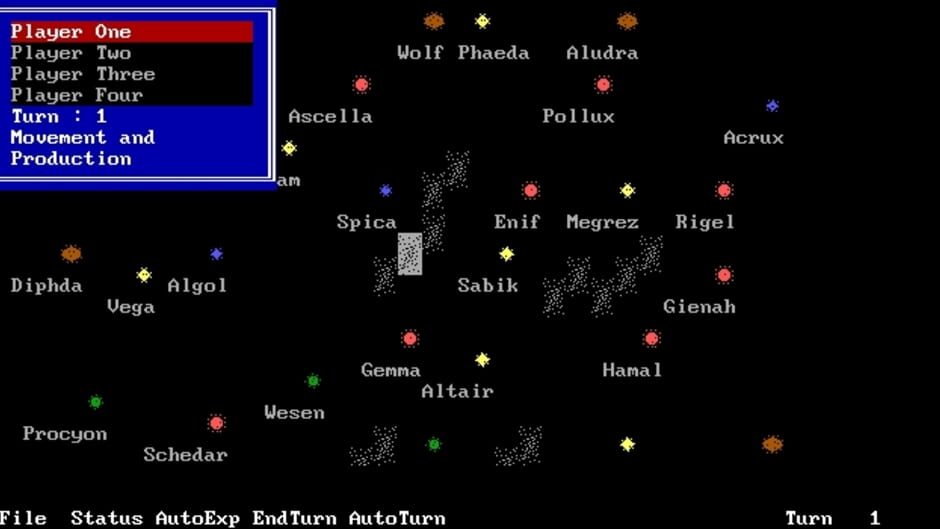 Player One
Player Two
Player Three
Player Four
Turn : 1
Movement and
Production
Wolf Phaeda Aludra
Ascella Pollux
Acrux
am
Spica Enif Megrez Rigel
Diphda Algol Sabik
Vega Gienah
Gemma Hamal
Altair
Wesen
Procyon
Schedar
File Status AutoExp EndTurn AutoTurn Turn 1